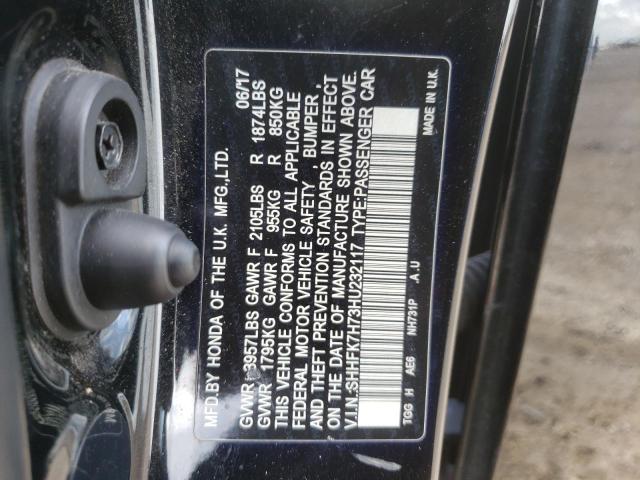 MFD.BY HONDA OF THE U.K. MFG.,LTD. 06/17
GVWR 3957LBS GAWR F 2105LBS R 1874LBS
GVWR 1795KG GAWR F 955KG R 850KG
THIS VEHICLE CONFORMS TO ALL APPLICABLE
FEDERAL MOTOR VEHICLE SAFETY , BUMPER ,
AND THEFT PREVENTION STANDARDS IN EFFECT
ON THE DATE OF MANUFACTURE SHOWN ABOVE.
V.I.N.:SHHFK7H73HU232117 TYPE:PASSENGER CAR
TGG H AE6 NH731P .A .U
MADE IN U.K.